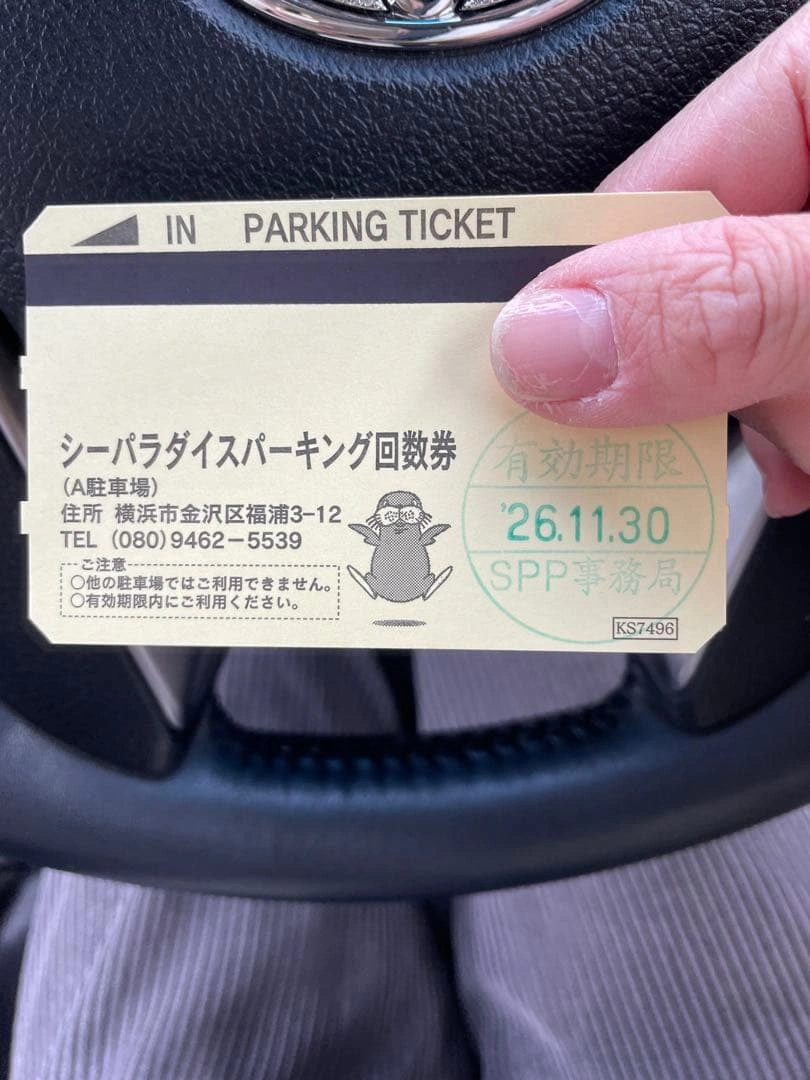 IN PARKING TICKET
シーパラダイスパーキング回数券
(A駐車場)
住所 横浜市金沢区福浦3-12
TEL (080)9462-5539
ご注意
○他の駐車場ではご利用できません。
○有効期限内にご利用ください。
有効期限
'26.11.30
SPP事務局
KS7496